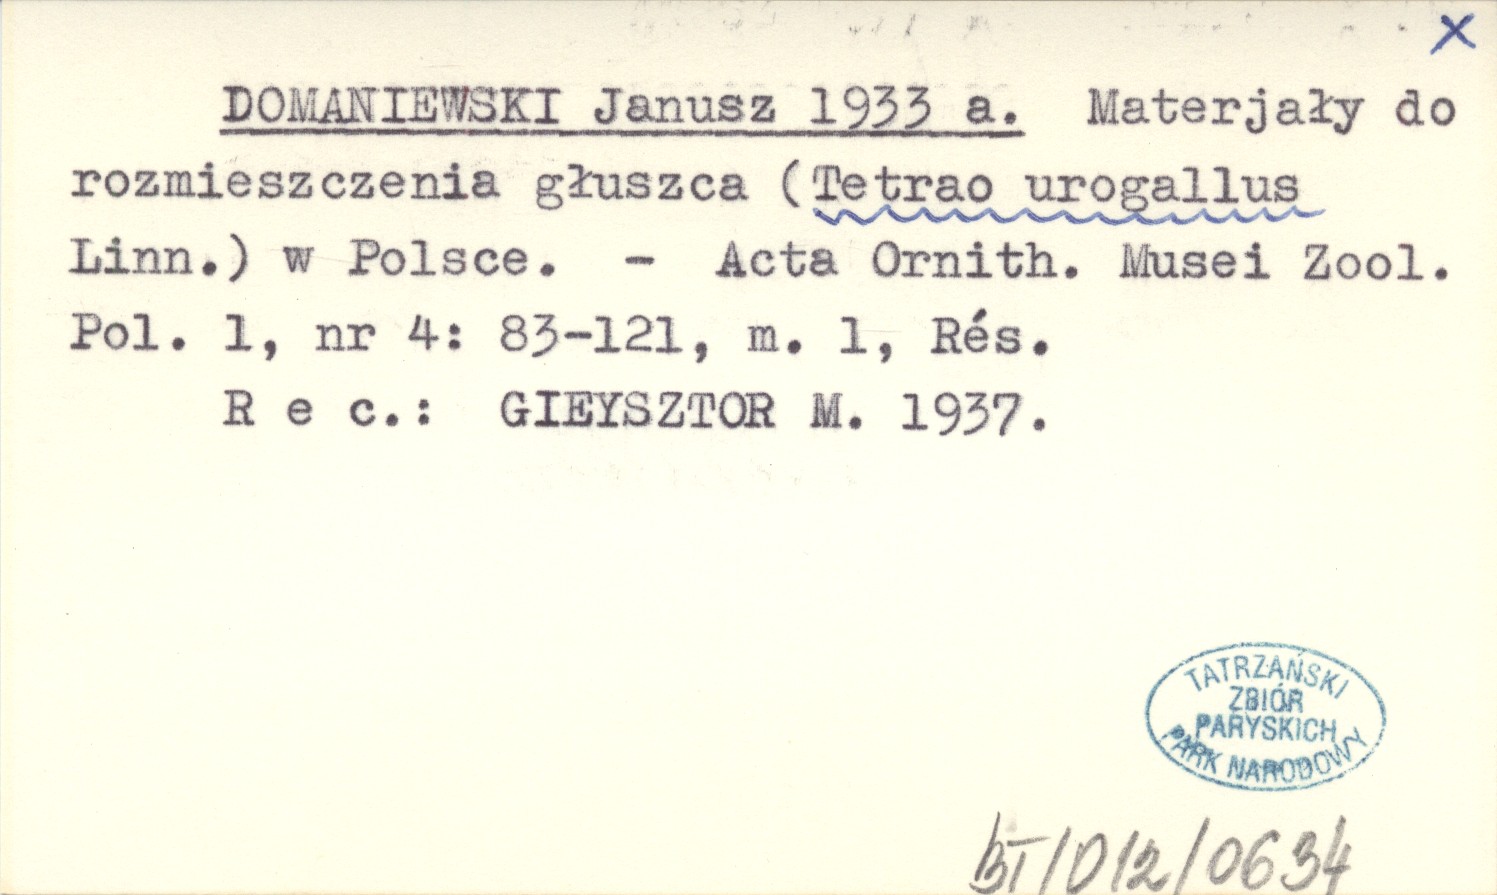 X
DOMANIEWSKI Janusz 1933 a. Materjały do
rozmieszczenia głuszca (Tetrao urogallus
Linn.) w Polsce. - Acta Ornith. Musei Zool.
Pol. 1, nr 4: 83-121, m. 1, Rés.
R e c.: GIEYSZTOR M. 1937.
TATRZAŃSKI
ZBIÓR
PARYSKICH
PARK NARODOWY
BT/D12/0634